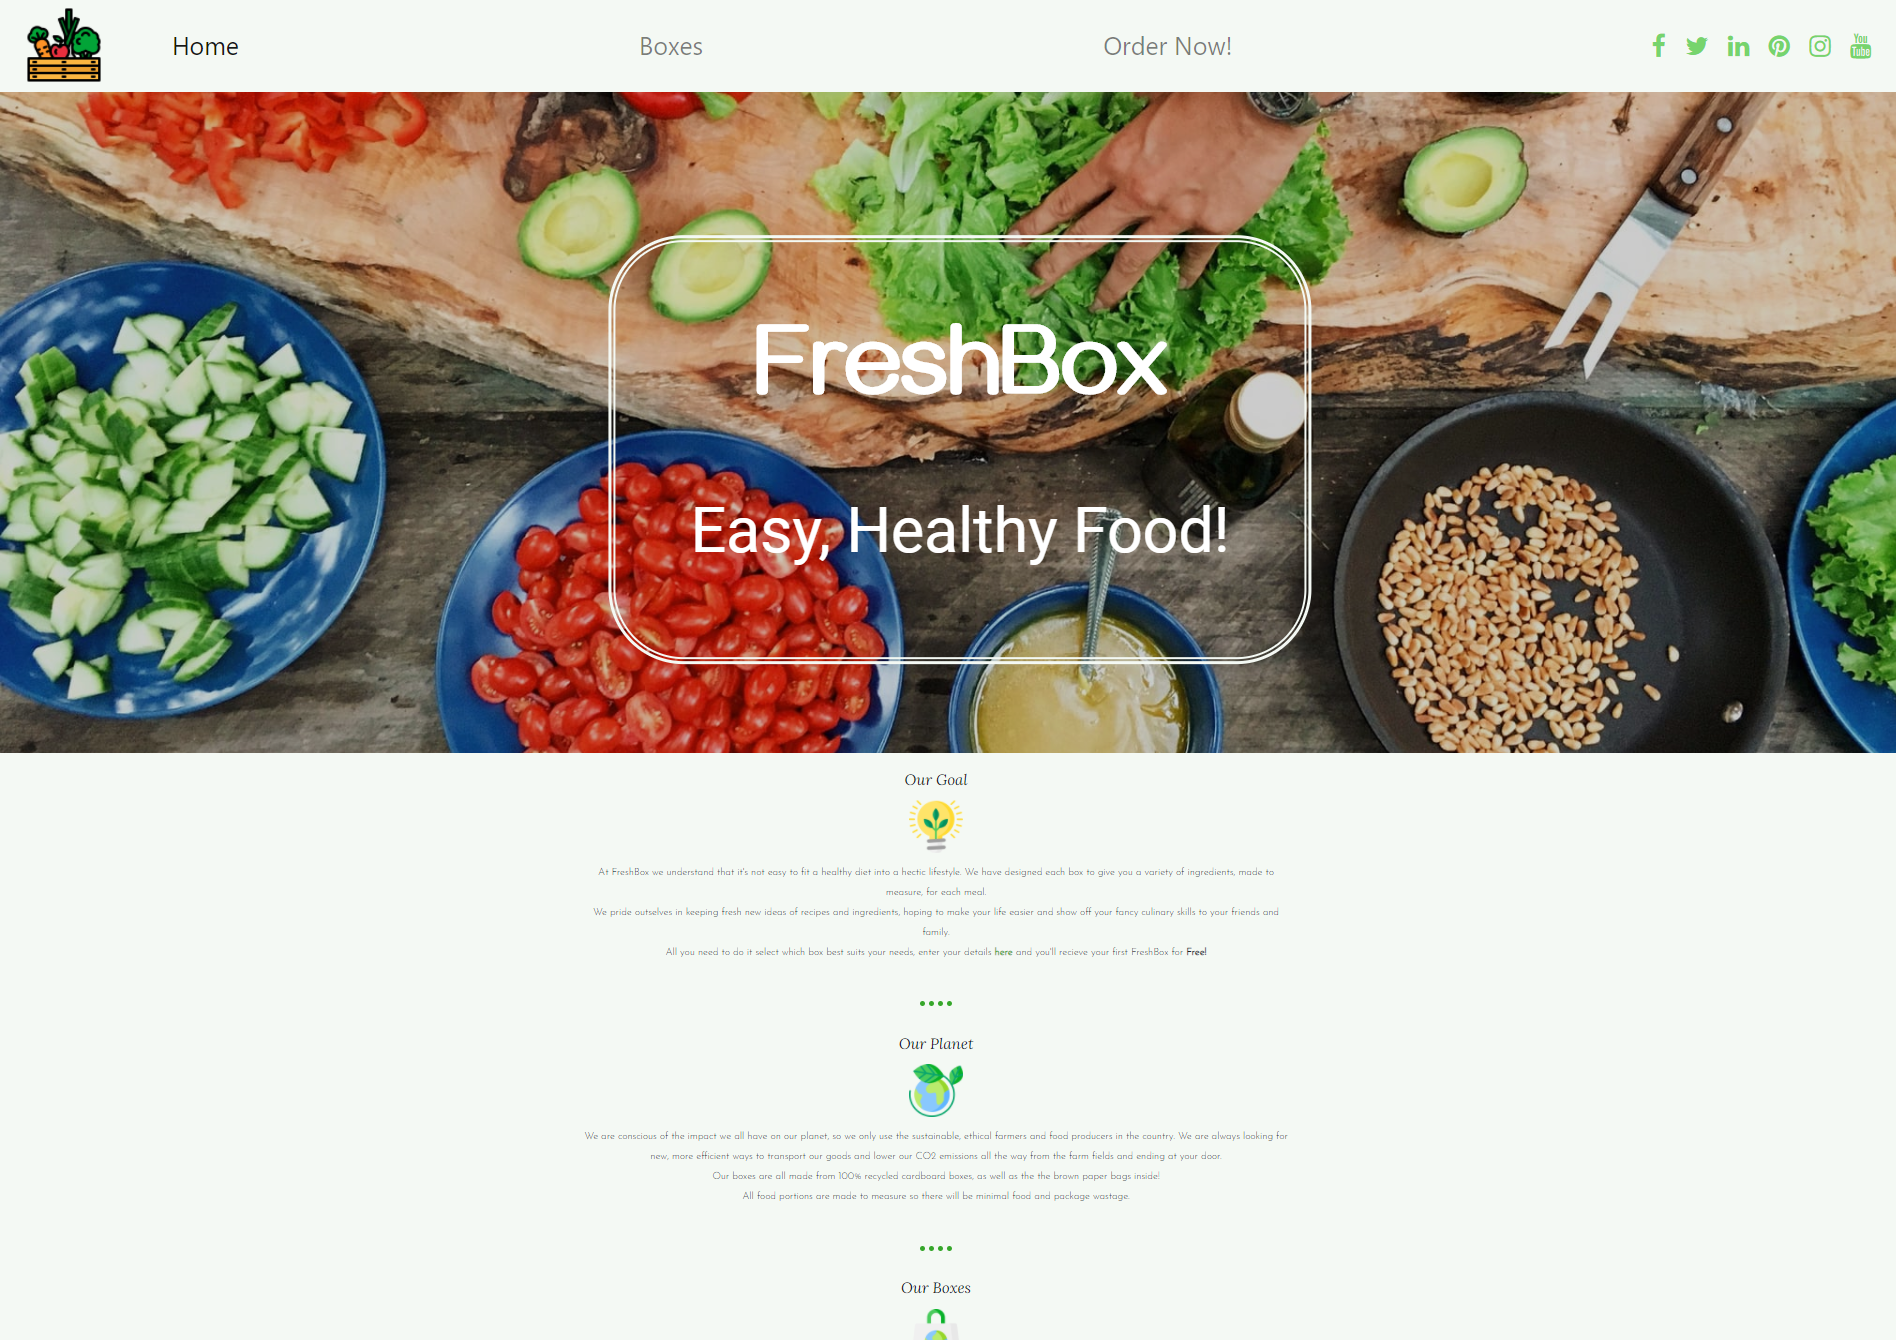 Home
Boxes
Order Now!
You
Tube
FreshBox
Easy, Healthy Food!
Our Goal
At FreshBox we understand that it's not easy to fit a healthy diet into a hectic lifestyle. We have designed each box to give you a variety of ingredients, made to
measure, for each meal.
We pride outselves in keeping fresh new ideas of recipes and ingredients, hoping to make your life easier and show off your fancy culinary skills to your friends and
family.
All you need to do it select which box best suits your needs, enter your details here and you'll recieve your first FreshBox for Free!
Our Planet
We are conscious of the impact we all have on our planet, so we only use the sustainable, ethical farmers and food producers in the country. We are always looking for
new, more efficient ways to transport our goods and lower our CO2 emissions all the way from the farm fields and ending at your door.
Our boxes are all made from 100% recycled cardboard boxes, as well as the the brown paper bags inside!
All food portions are made to measure so there will be minimal food and package wastage.
Our Boxes